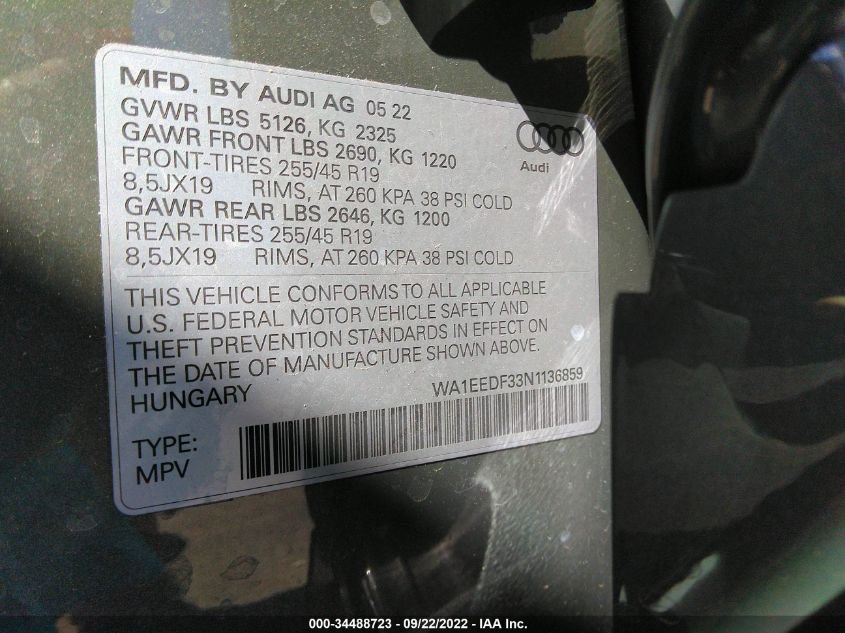 MFD. BY AUDI AG 05 22
GVWR LBS 5126, KG 2325
GAWR FRONT LBS 2690, KG 1220
FRONT-TIRES 255/45 R19
8,5JX19 RIMS, AT 260 KPA 38 PSI COLD
GAWR REAR LBS 2646, KG 1200
REAR-TIRES 255/45 R19
8,5JX19 RIMS, AT 260 KPA 38 PSI COLD
Audi
THIS VEHICLE CONFORMS TO ALL APPLICABLE
U.S. FEDERAL MOTOR VEHICLE SAFETY AND
THEFT PREVENTION STANDARDS IN EFFECT ON
THE DATE OF MANUFACTURE SHOWN ABOVE.
HUNGARY WA1EEDF33N1136859
TYPE:
MPV
000-34488723 - 09/22/2022 - IAA Inc.